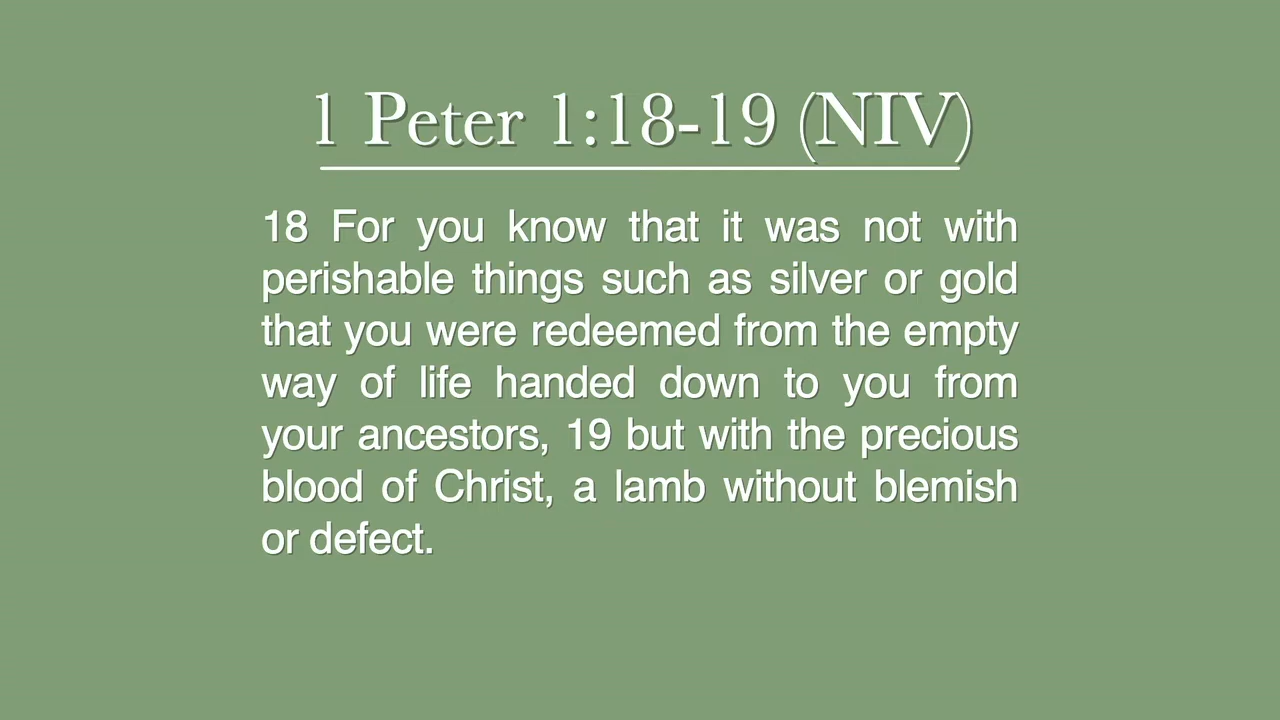 1 Peter 1:18-19 (NIV)
18 For you know that it was not with
perishable things such as silver or gold
that you were redeemed from the empty
way of life handed down to you from
your ancestors, 19 but with the precious
blood of Christ, a lamb without blemish
or defect.